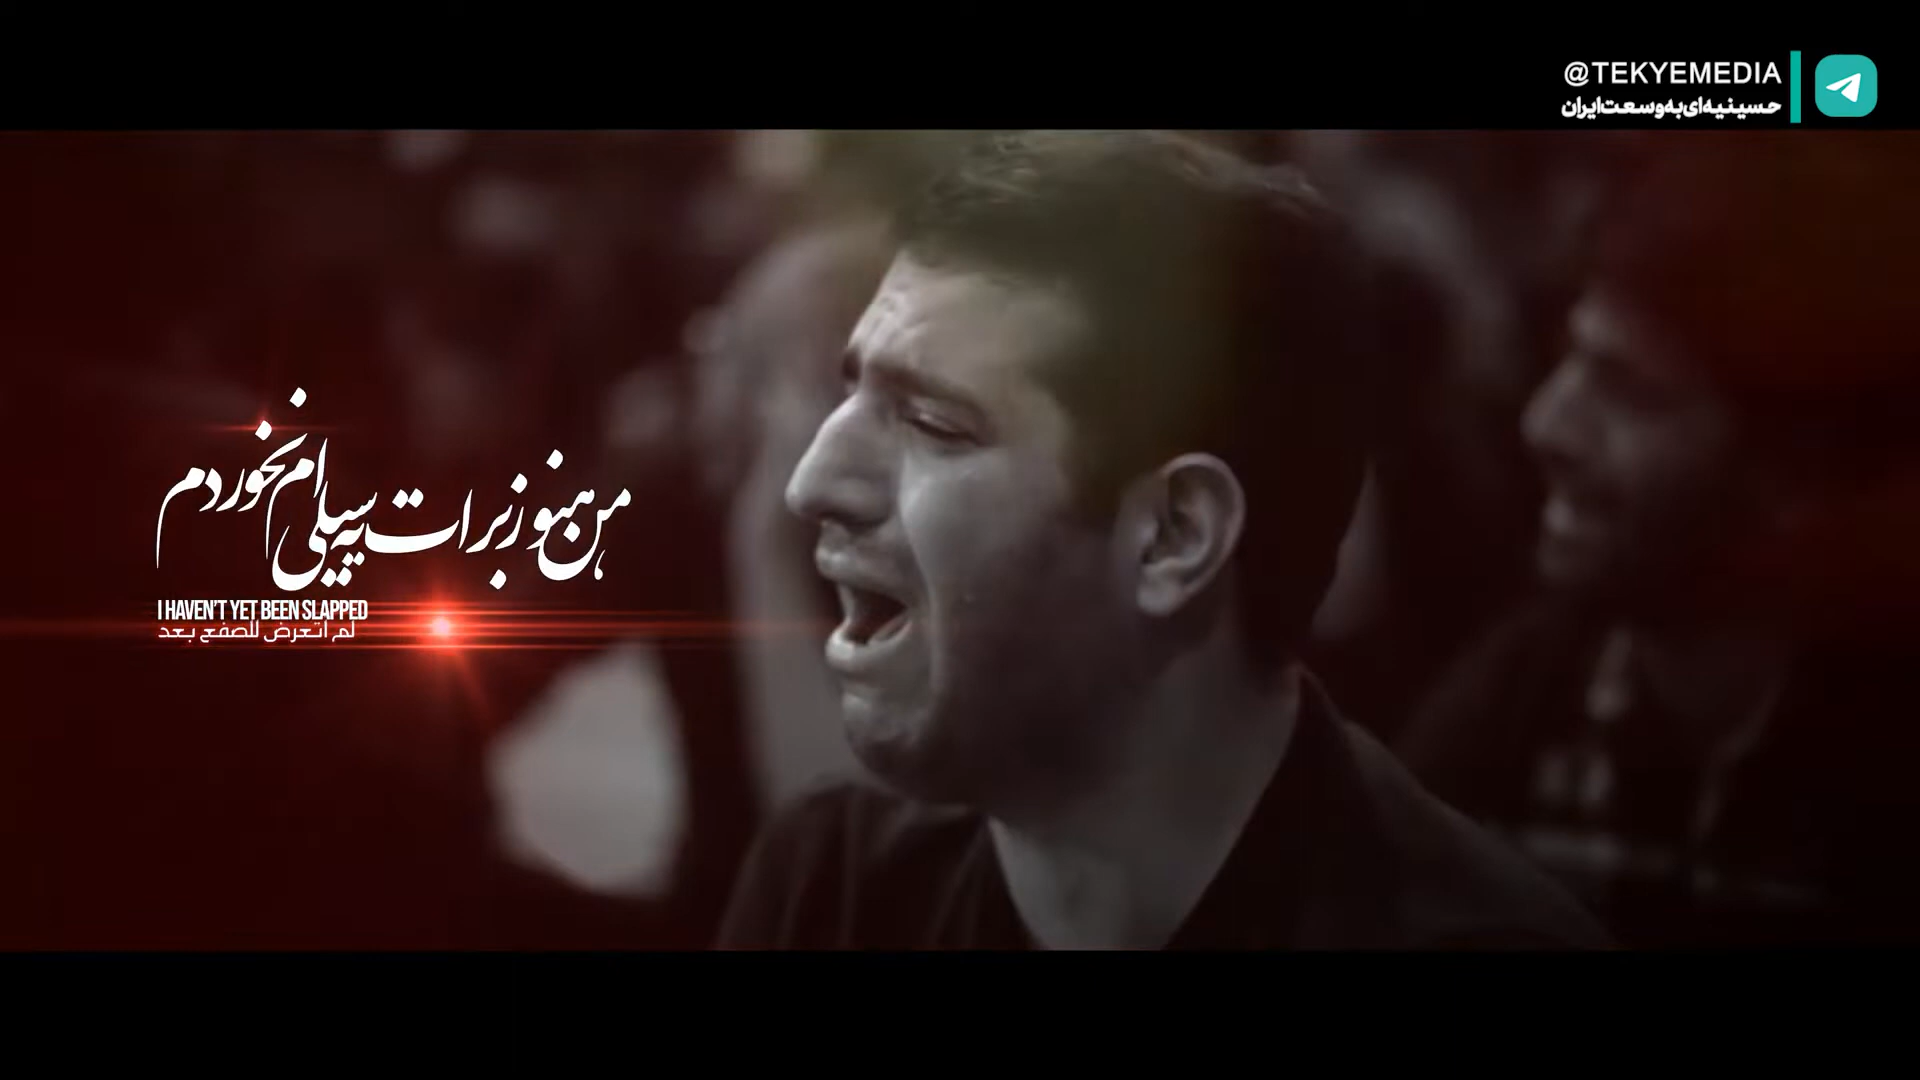 @TEKYEMEDIA
حسینیه‌ای‌به‌وسعت‌ایران
من هنوز برات یه سیلی ام نخوردم
I HAVEN'T YET BEEN SLAPPED
لم اتعرض للصفع بعد